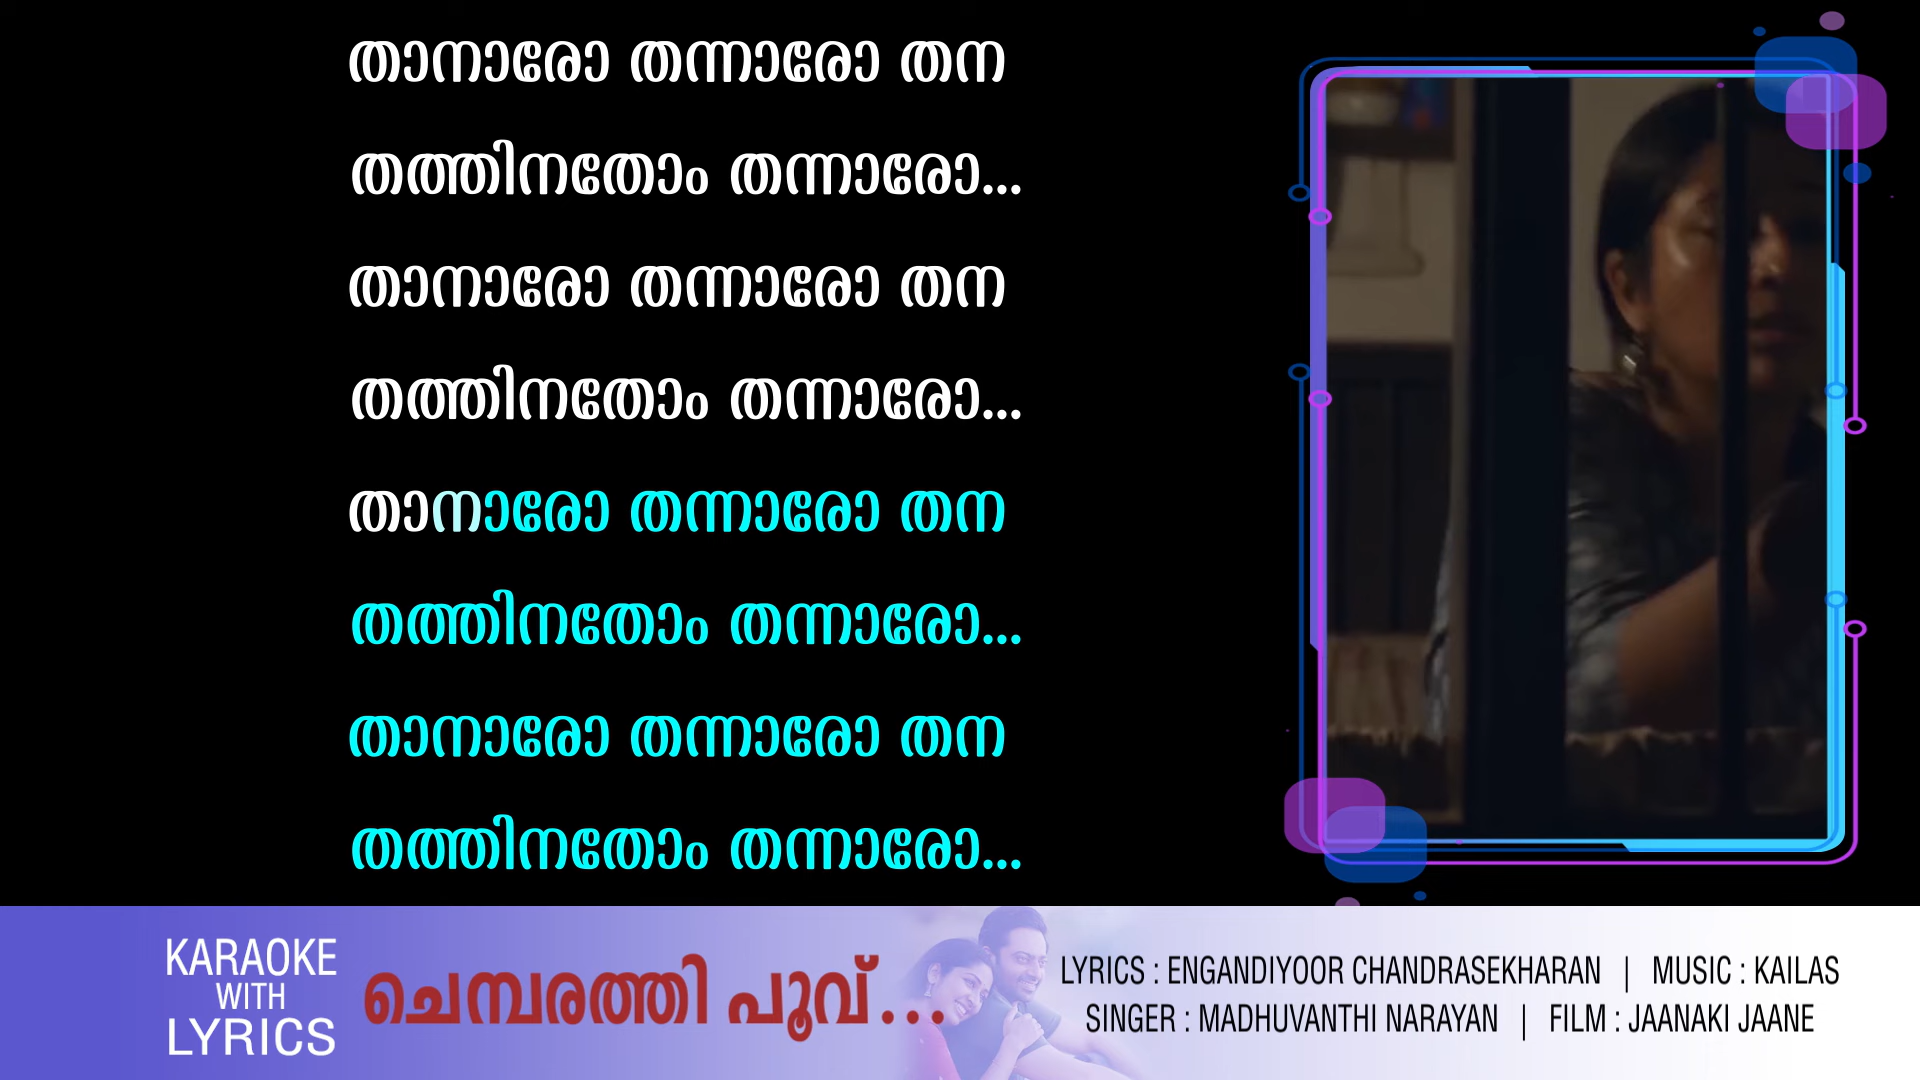 താനാരോ തന്നാരോ തന
തത്തിനതോം തന്നാരോ...
താനാരോ തന്നാരോ തന
തത്തിനതോം തന്നാരോ...
താനാരോ തന്നാരോ തന
തത്തിനതോം തന്നാരോ...
താനാരോ തന്നാരോ തന
തത്തിനതോം തന്നാരോ...
KARAOKE
WITH
LYRICS
ചെമ്പരത്തി പൂവ്...
LYRICS : ENGANDIYOOR CHANDRASEKHARAN | MUSIC : KAILAS
SINGER : MADHUVANTHI NARAYAN | FILM : JAANAKI JAANE